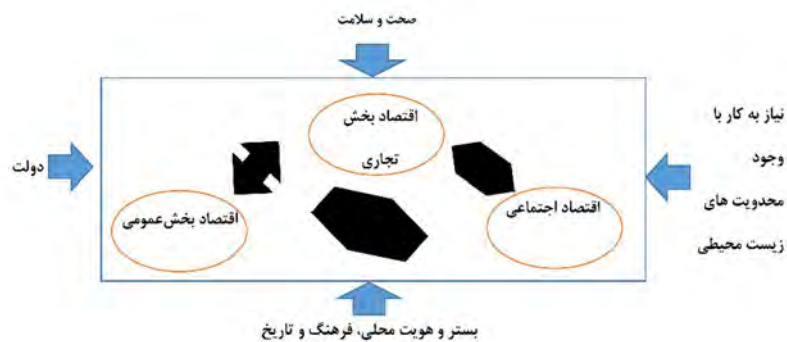 صحت و سلامت
اقتصاد بخش
تجاری
نیاز به کار با
وجود
محدویت های
زیست محیطی
دولت
اقتصاد بخش عمومی
اقتصاد اجتماعی
بستر و هویت محلی، فرهنگ و تاریخ